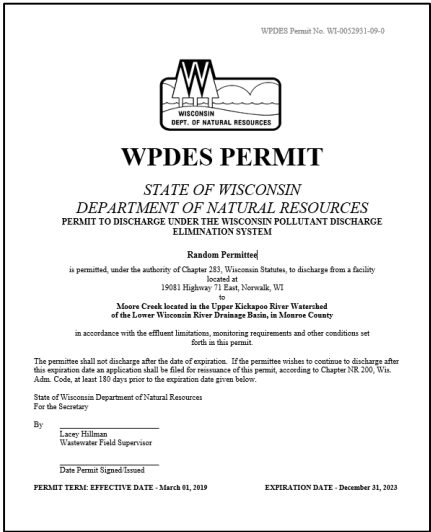 WPDES Permit No. WI-0052931-09-0
W
WISCONSIN
DEPT. OF NATURAL RESOURCES
WPDES PERMIT
STATE OF WISCONSIN
DEPARTMENT OF NATURAL RESOURCES
PERMIT TO DISCHARGE UNDER THE WISCONSIN POLLUTANT DISCHARGE
ELIMINATION SYSTEM
Random Permittee
is permitted, under the authority of Chapter 283, Wisconsin Statutes, to discharge from a facility
located at
19081 Highway 71 East, Norwalk, WI
to
Moore Creek located in the Upper Kickapoo River Watershed
of the Lower Wisconsin River Drainage Basin, in Monroe County
in accordance with the effluent limitations, monitoring requirements and other conditions set
forth in this permit.
The permittee shall not discharge after the date of expiration. If the permittee wishes to continue to discharge after
this expiration date an application shall be filed for reissuance of this permit, according to Chapter NR 200, Wis.
Adm. Code, at least 180 days prior to the expiration date given below.
State of Wisconsin Department of Natural Resources
For the Secretary
By
Lacey Hillman
Wastewater Field Supervisor
Date Permit Signed/Issued
PERMIT TERM: EFFECTIVE DATE - March 01, 2019 EXPIRATION DATE - December 31, 2023